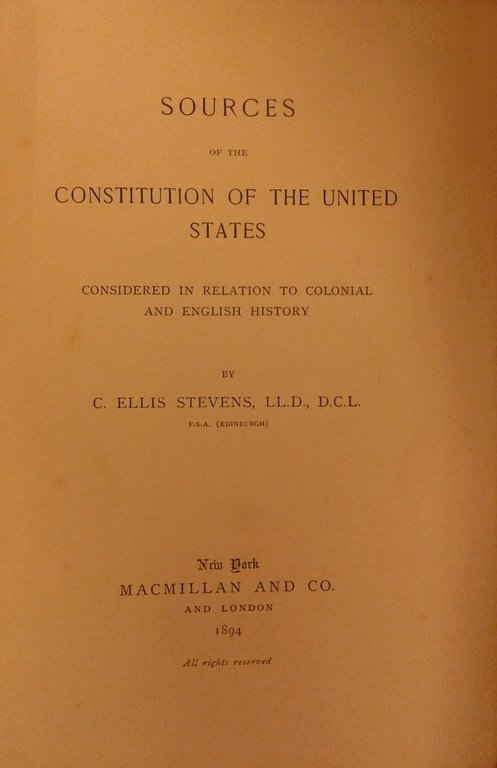 SOURCES
OF THE
CONSTITUTION OF THE UNITED
STATES
CONSIDERED IN RELATION TO COLONIAL
AND ENGLISH HISTORY
BY
C. ELLIS STEVENS, LL.D., D.C.L.
F.S.A. (EDINBURGH)
New York
MACMILLAN AND CO.
AND LONDON
1894
All rights reserved